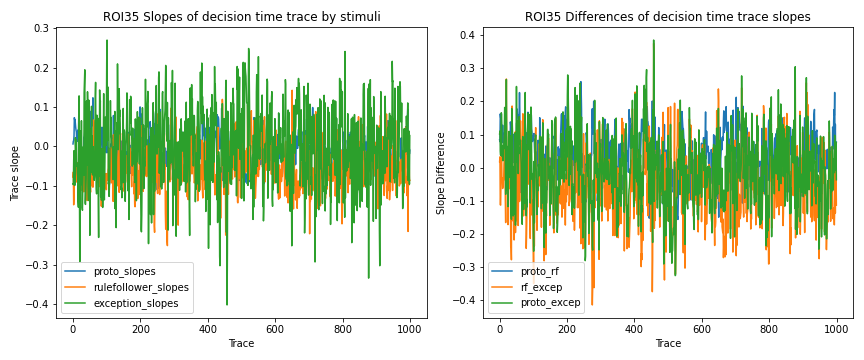 ROI35 Slopes of decision time trace by stimuli
0.3
0.2
0.1
0.0
−0.1
−0.2
−0.3
−0.4
Trace slope
proto_slopes
rulefollower_slopes
exception_slopes
0 200 400 600 800 1000
Trace
ROI35 Differences of decision time trace slopes
0.4
0.3
0.2
0.1
0.0
−0.1
−0.2
−0.3
−0.4
Slope Difference
proto_rf
rf_excep
proto_excep
0 200 400 600 800 1000
Trace